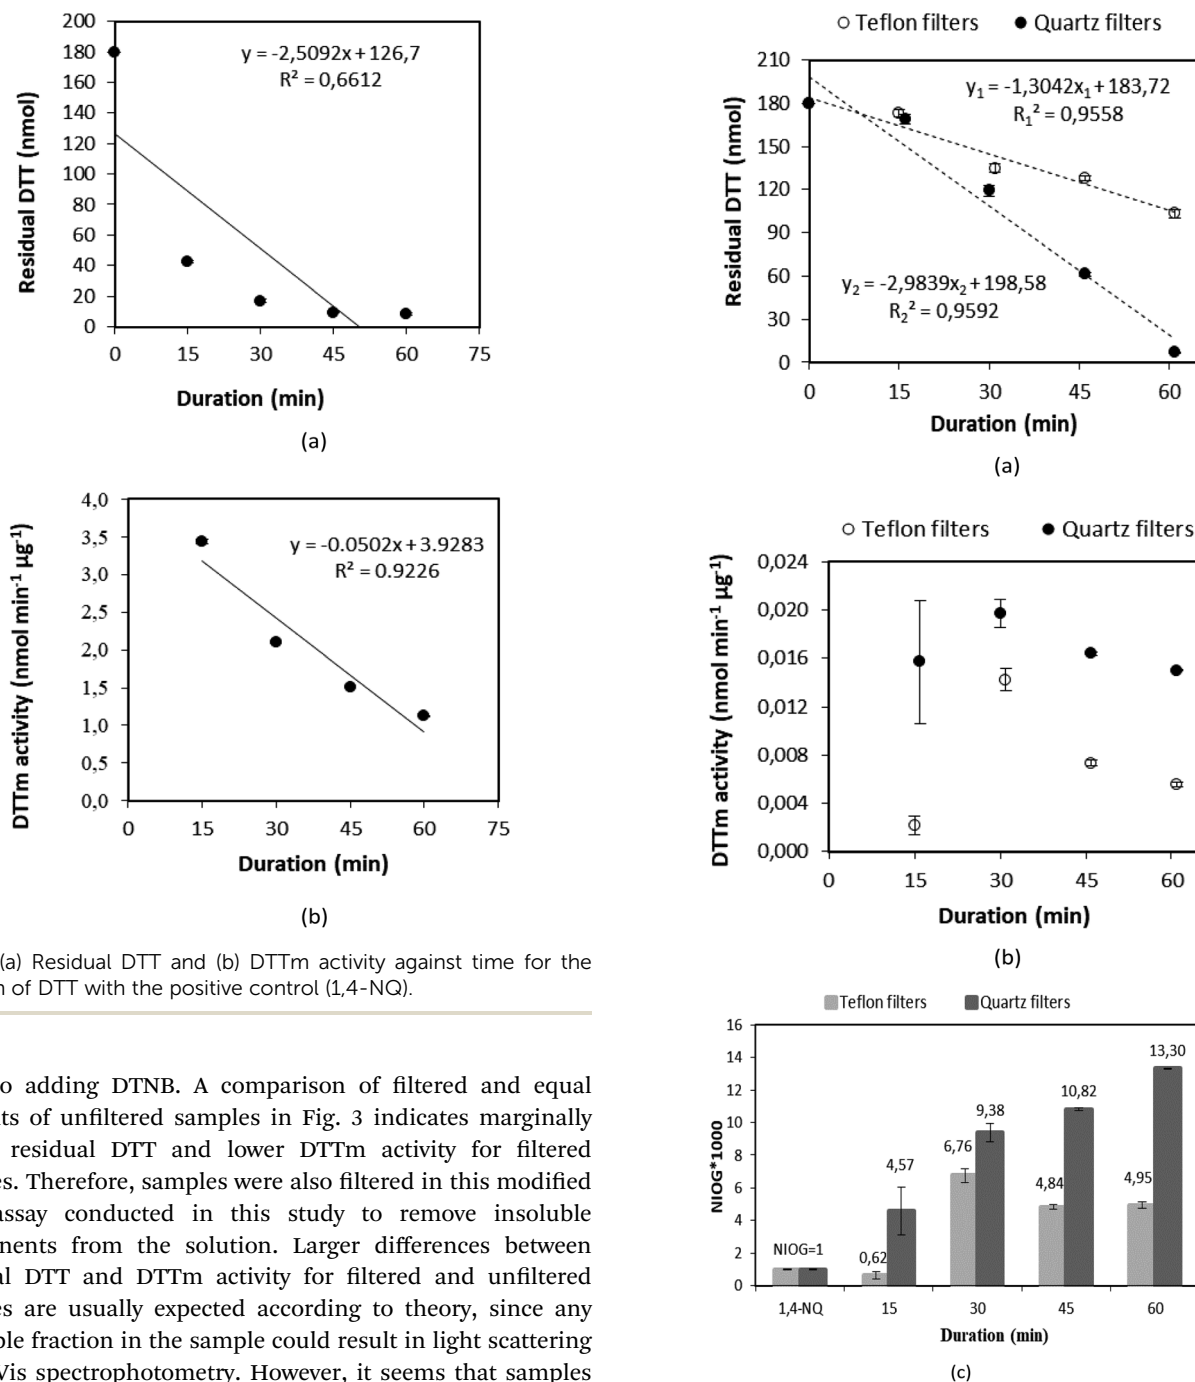 200
180
160
140
120
100
80
60
40
20
0
Residual DTT (nmol)
y = -2,5092x + 126,7
R² = 0,6612
0 15 30 45 60 75
Duration (min)
(a)
4,0
3,5
3,0
2,5
2,0
1,5
1,0
0,5
0,0
DTTm activity (nmol min⁻¹ µg⁻¹)
y = -0.0502x + 3.9283
R² = 0.9226
0 15 30 45 60 75
Duration (min)
(b)
(a) Residual DTT and (b) DTTm activity against time for the
of DTT with the positive control (1,4-NQ).
adding DTNB. A comparison of filtered and equal
of unfiltered samples in Fig. 3 indicates marginally
residual DTT and lower DTTm activity for filtered
Therefore, samples were also filtered in this modified
assay conducted in this study to remove insoluble
from the solution. Larger differences between
DTT and DTTm activity for filtered and unfiltered
are usually expected according to theory, since any
fraction in the sample could result in light scattering
Vis spectrophotometry. However, it seems that samples
Teflon filters Quartz filters
210
180
150
120
90
60
30
0
Residual DTT (nmol)
y₁ = -1,3042x₁ + 183,72
R₁² = 0,9558
y₂ = -2,9839x₂ + 198,58
R₂² = 0,9592
0 15 30 45 60
Duration (min)
(a)
Teflon filters Quartz filters
0,024
0,020
0,016
0,012
0,008
0,004
0,000
DTTm activity (nmol min⁻¹ µg⁻¹)
0 15 30 45 60
Duration (min)
(b)
Teflon filters Quartz filters
16
14
12
10
8
6
4
2
0
NIOG*1000
NIOG=1
0,62
4,57
6,76
9,38
4,84
10,82
4,95
13,30
1,4-NQ 15 30 45 60
Duration (min)
(c)